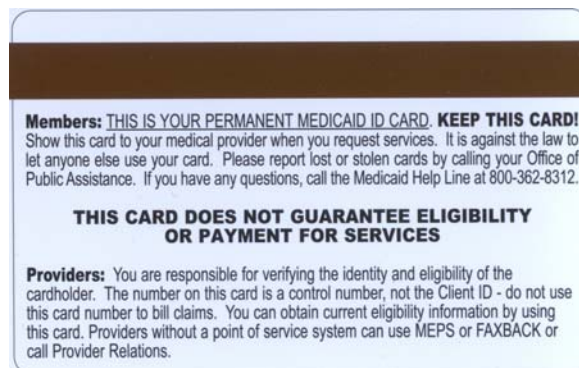 Members: THIS IS YOUR PERMANENT MEDICAID ID CARD. KEEP THIS CARD!
Show this card to your medical provider when you request services. It is against the law to
let anyone else use your card. Please report lost or stolen cards by calling your Office of
Public Assistance. If you have any questions, call the Medicaid Help Line at 800-362-8312.
THIS CARD DOES NOT GUARANTEE ELIGIBILITY
OR PAYMENT FOR SERVICES
Providers: You are responsible for verifying the identity and eligibility of the
cardholder. The number on this card is a control number, not the Client ID - do not use
this card number to bill claims. You can obtain current eligibility information by using
this card. Providers without a point of service system can use MEPS or FAXBACK or
call Provider Relations.